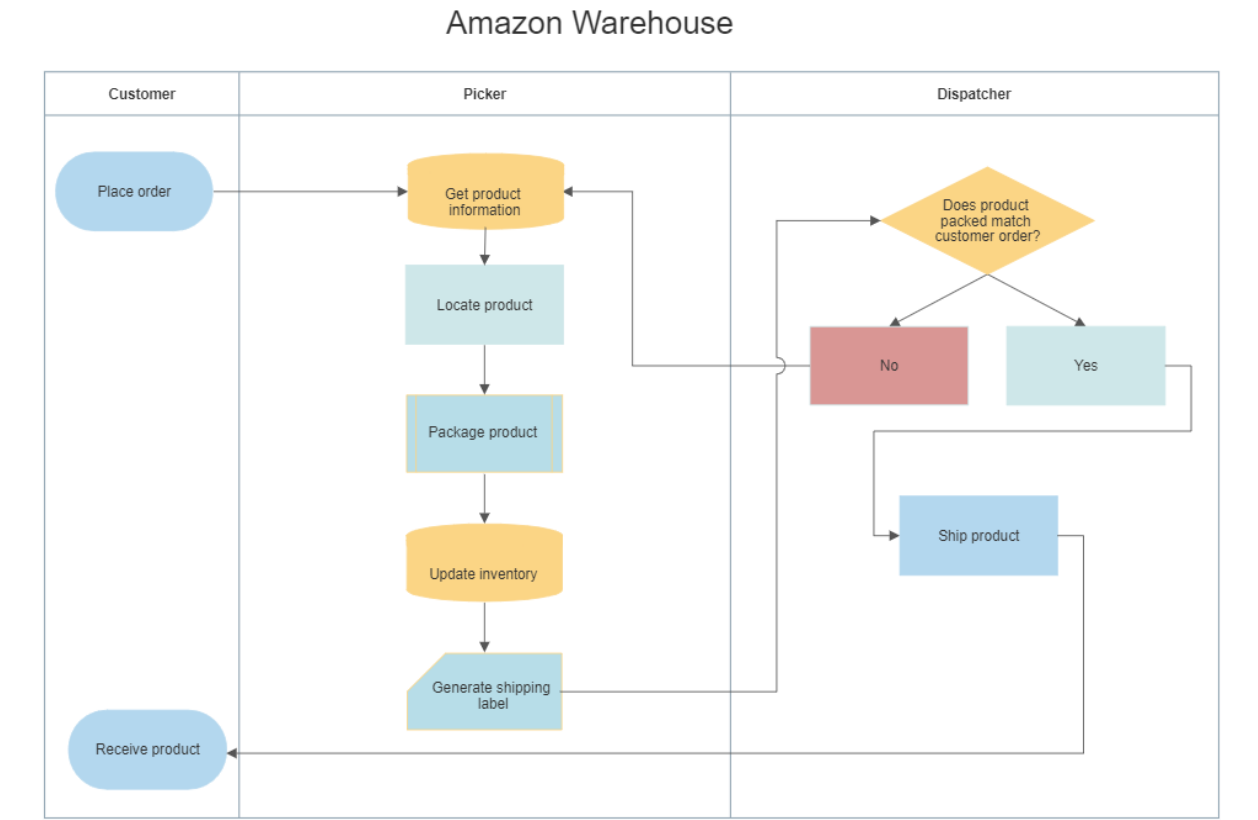 Amazon Warehouse
Customer
Picker
Dispatcher
Place order
Get product
information
Locate product
Package product
Update inventory
Generate shipping
label
Does product
packed match
customer order?
No
Yes
Ship product
Receive product